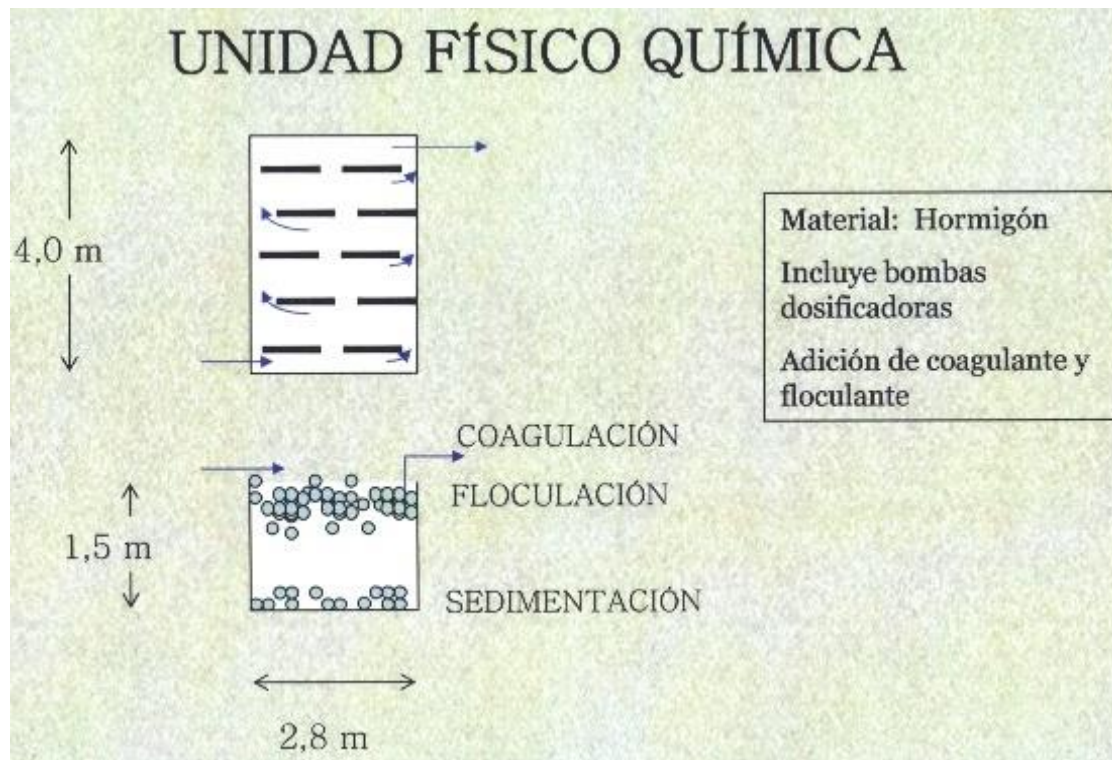 UNIDAD FÍSICO QUÍMICA
4,0 m
Material: Hormigón
Incluye bombas
dosificadoras
Adición de coagulante y
floculante
COAGULACIÓN
FLOCULACIÓN
1,5 m
SEDIMENTACIÓN
2,8 m